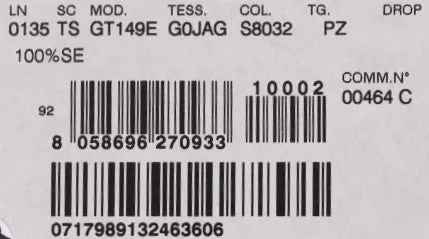 LN SC MOD. TESS. COL. TG. DROP
0135 TS GT149E G0JAG S8032 PZ
100%SE
COMM.N°
00464 C
10002
92
8 058696 270933
0717989132463606